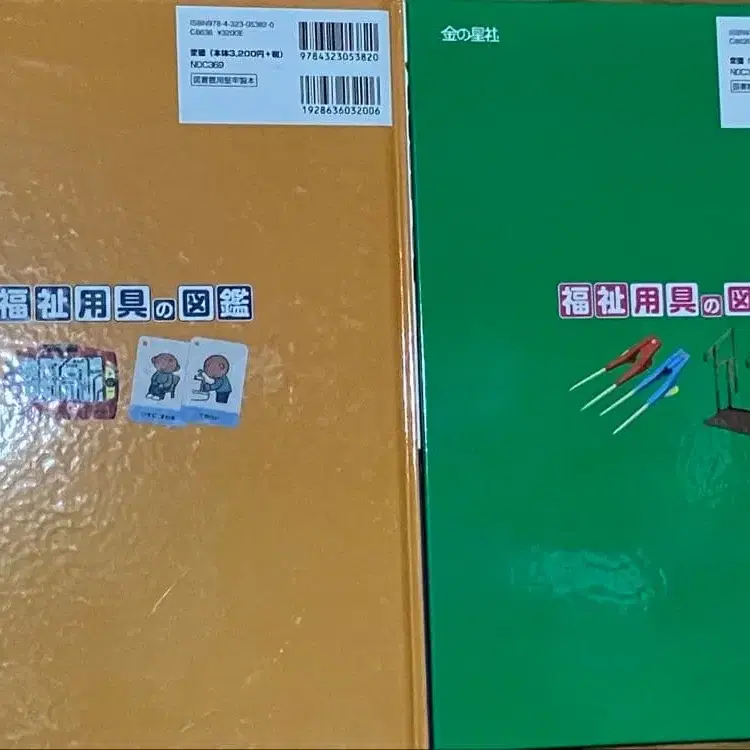 ISBN978-4-323-05382-0
C8636 ¥3200E
定価(本体3,200円+税)
NDC369
図書館用堅牢製本
9784323053820
1928636032006
福祉用具の図鑑
金の星社
福祉用具の図